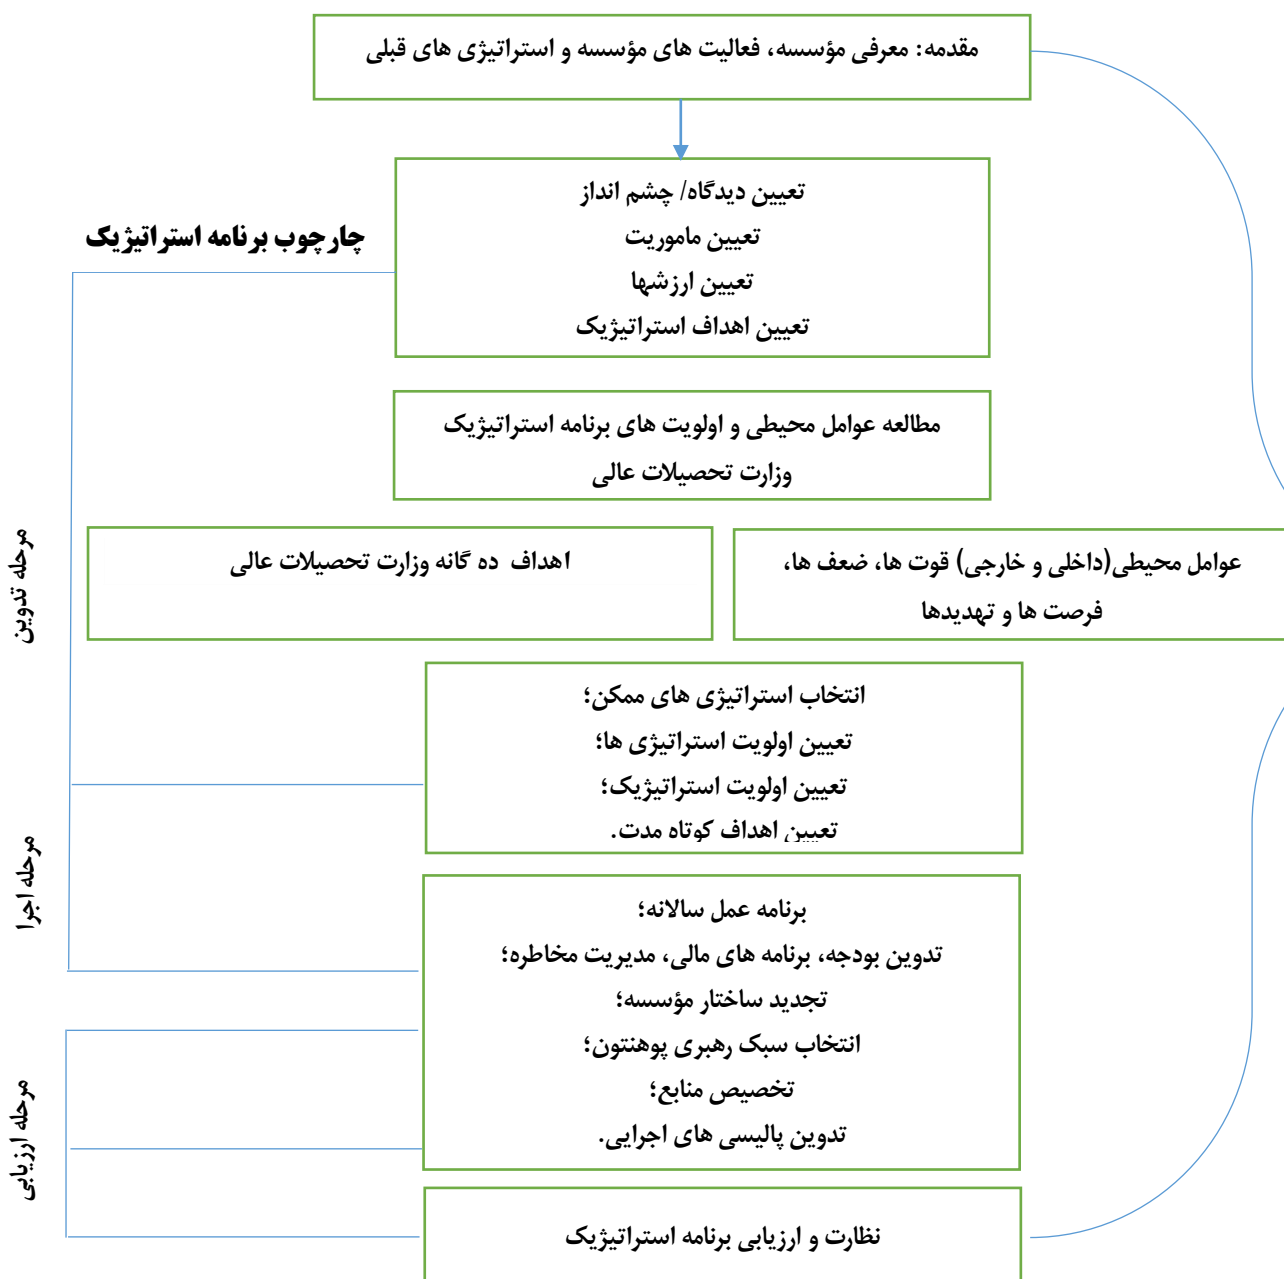 مقدمه: معرفی مؤسسه، فعالیت های مؤسسه و استراتیژی های قبلی
تعیین دیدگاه/ چشم انداز
تعیین ماموریت
تعیین ارزشها
تعیین اهداف استراتیژیک
چارچوب برنامه استراتیژیک
مطالعه عوامل محیطی و اولویت های برنامه استراتیژیک
وزارت تحصیلات عالی
عوامل محیطی(داخلی و خارجی) قوت ها، ضعف ها،
فرصت ها و تهدیدها
اهداف ده گانه وزارت تحصیلات عالی
مرحله تدوین
انتخاب استراتیژی های ممکن؛
تعیین اولویت استراتیژی ها؛
تعیین اولویت استراتیژیک؛
تعیین اهداف کوتاه مدت.
مرحله اجرا
برنامه عمل سالانه؛
تدوین بودجه، برنامه های مالی، مدیریت مخاطره؛
تجدید ساختار مؤسسه؛
انتخاب سبک رهبری پوهنتون؛
تخصیص منابع؛
تدوین پالیسی های اجرایی.
مرحله ارزیابی
نظارت و ارزیابی برنامه استراتیژیک